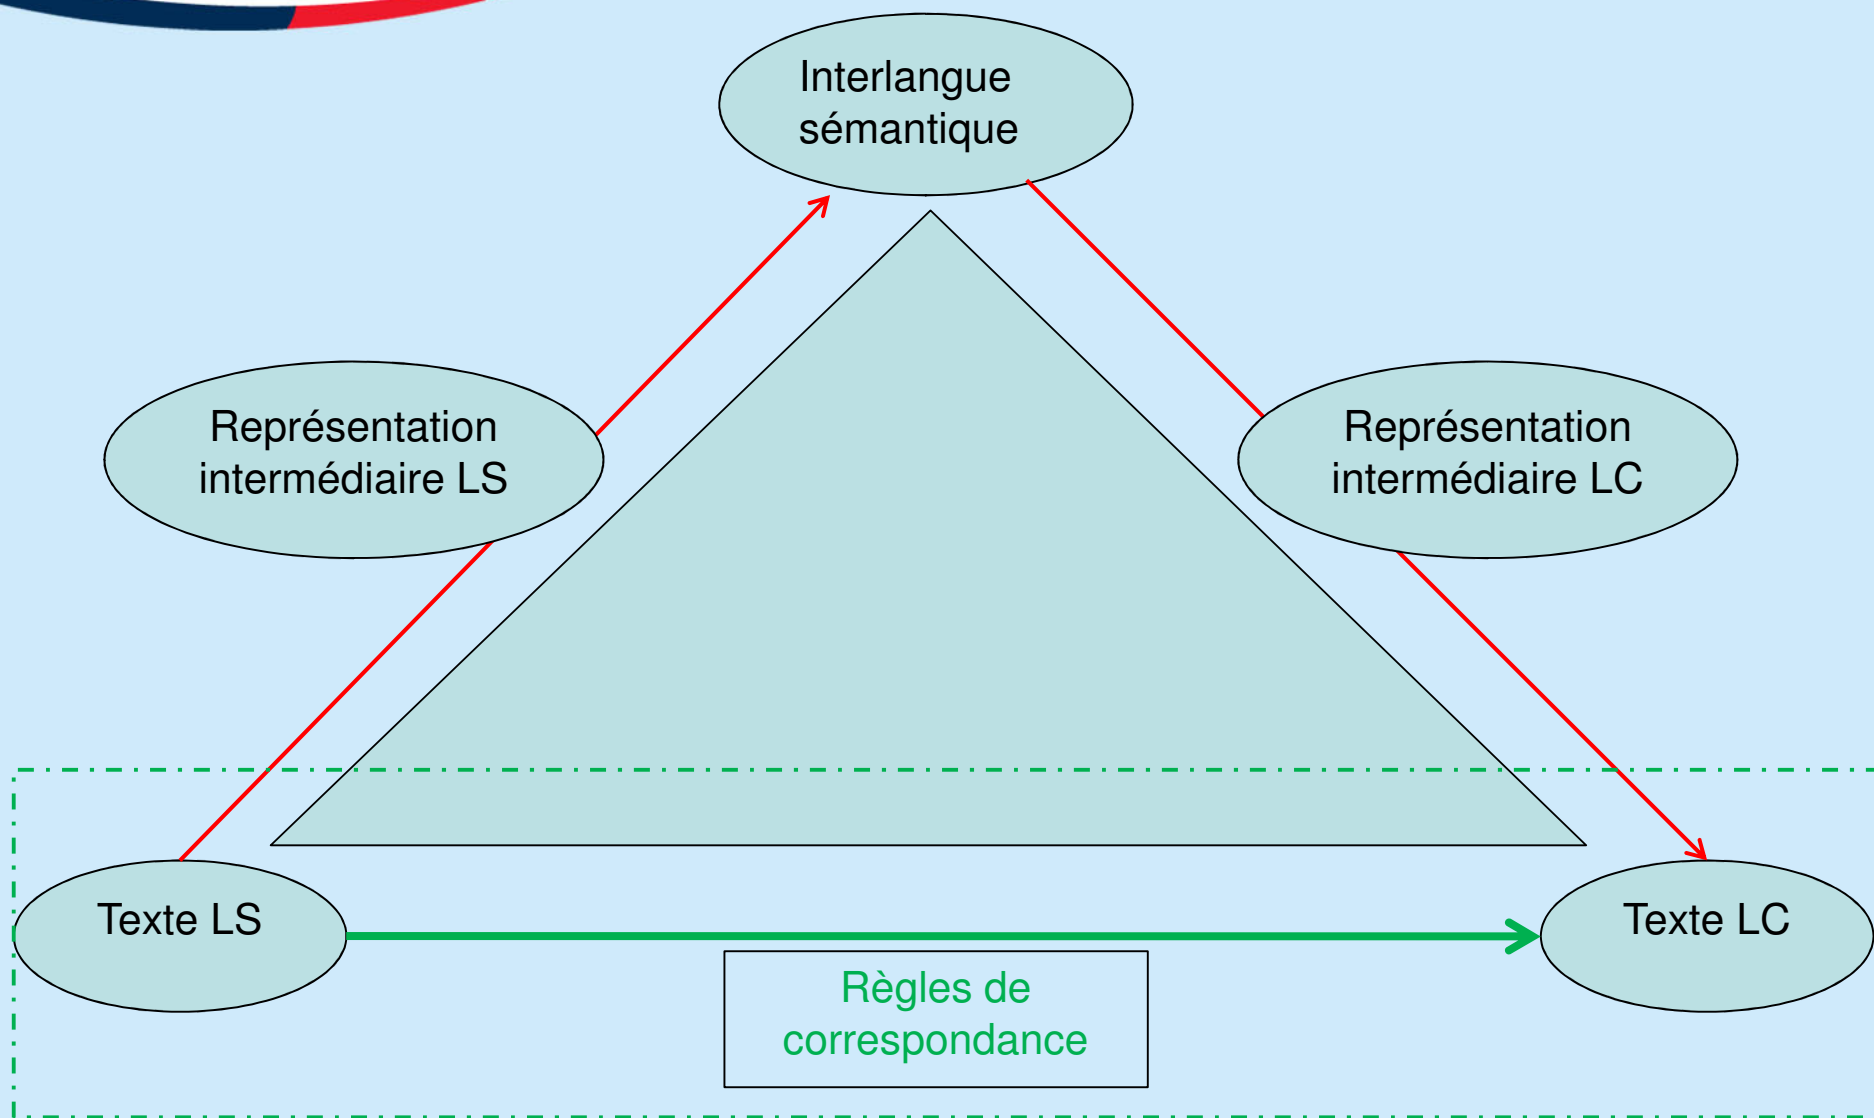 Interlangue
sémantique
Représentation
intermédiaire LS
Représentation
intermédiaire LC
Texte LS
Texte LC
Règles de
correspondance